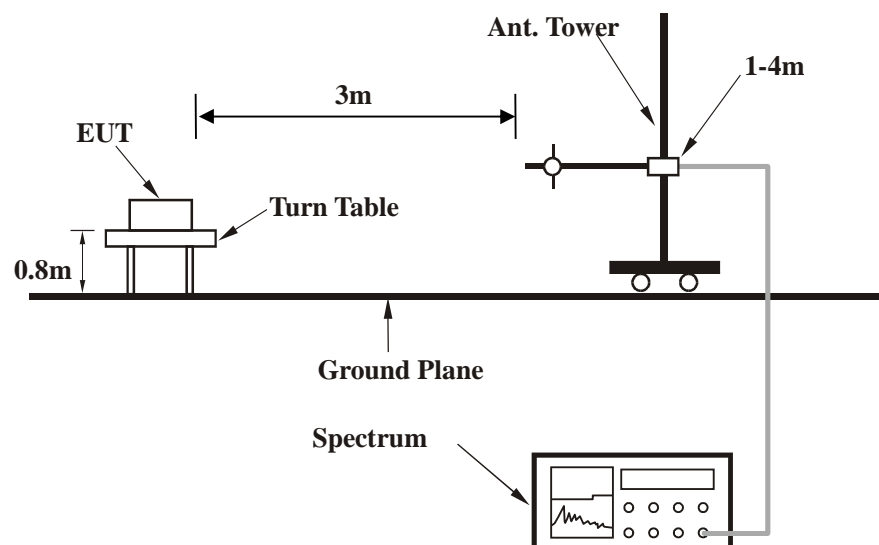 Ant. Tower
1-4m
3m
EUT
Turn Table
0.8m
Ground Plane
Spectrum